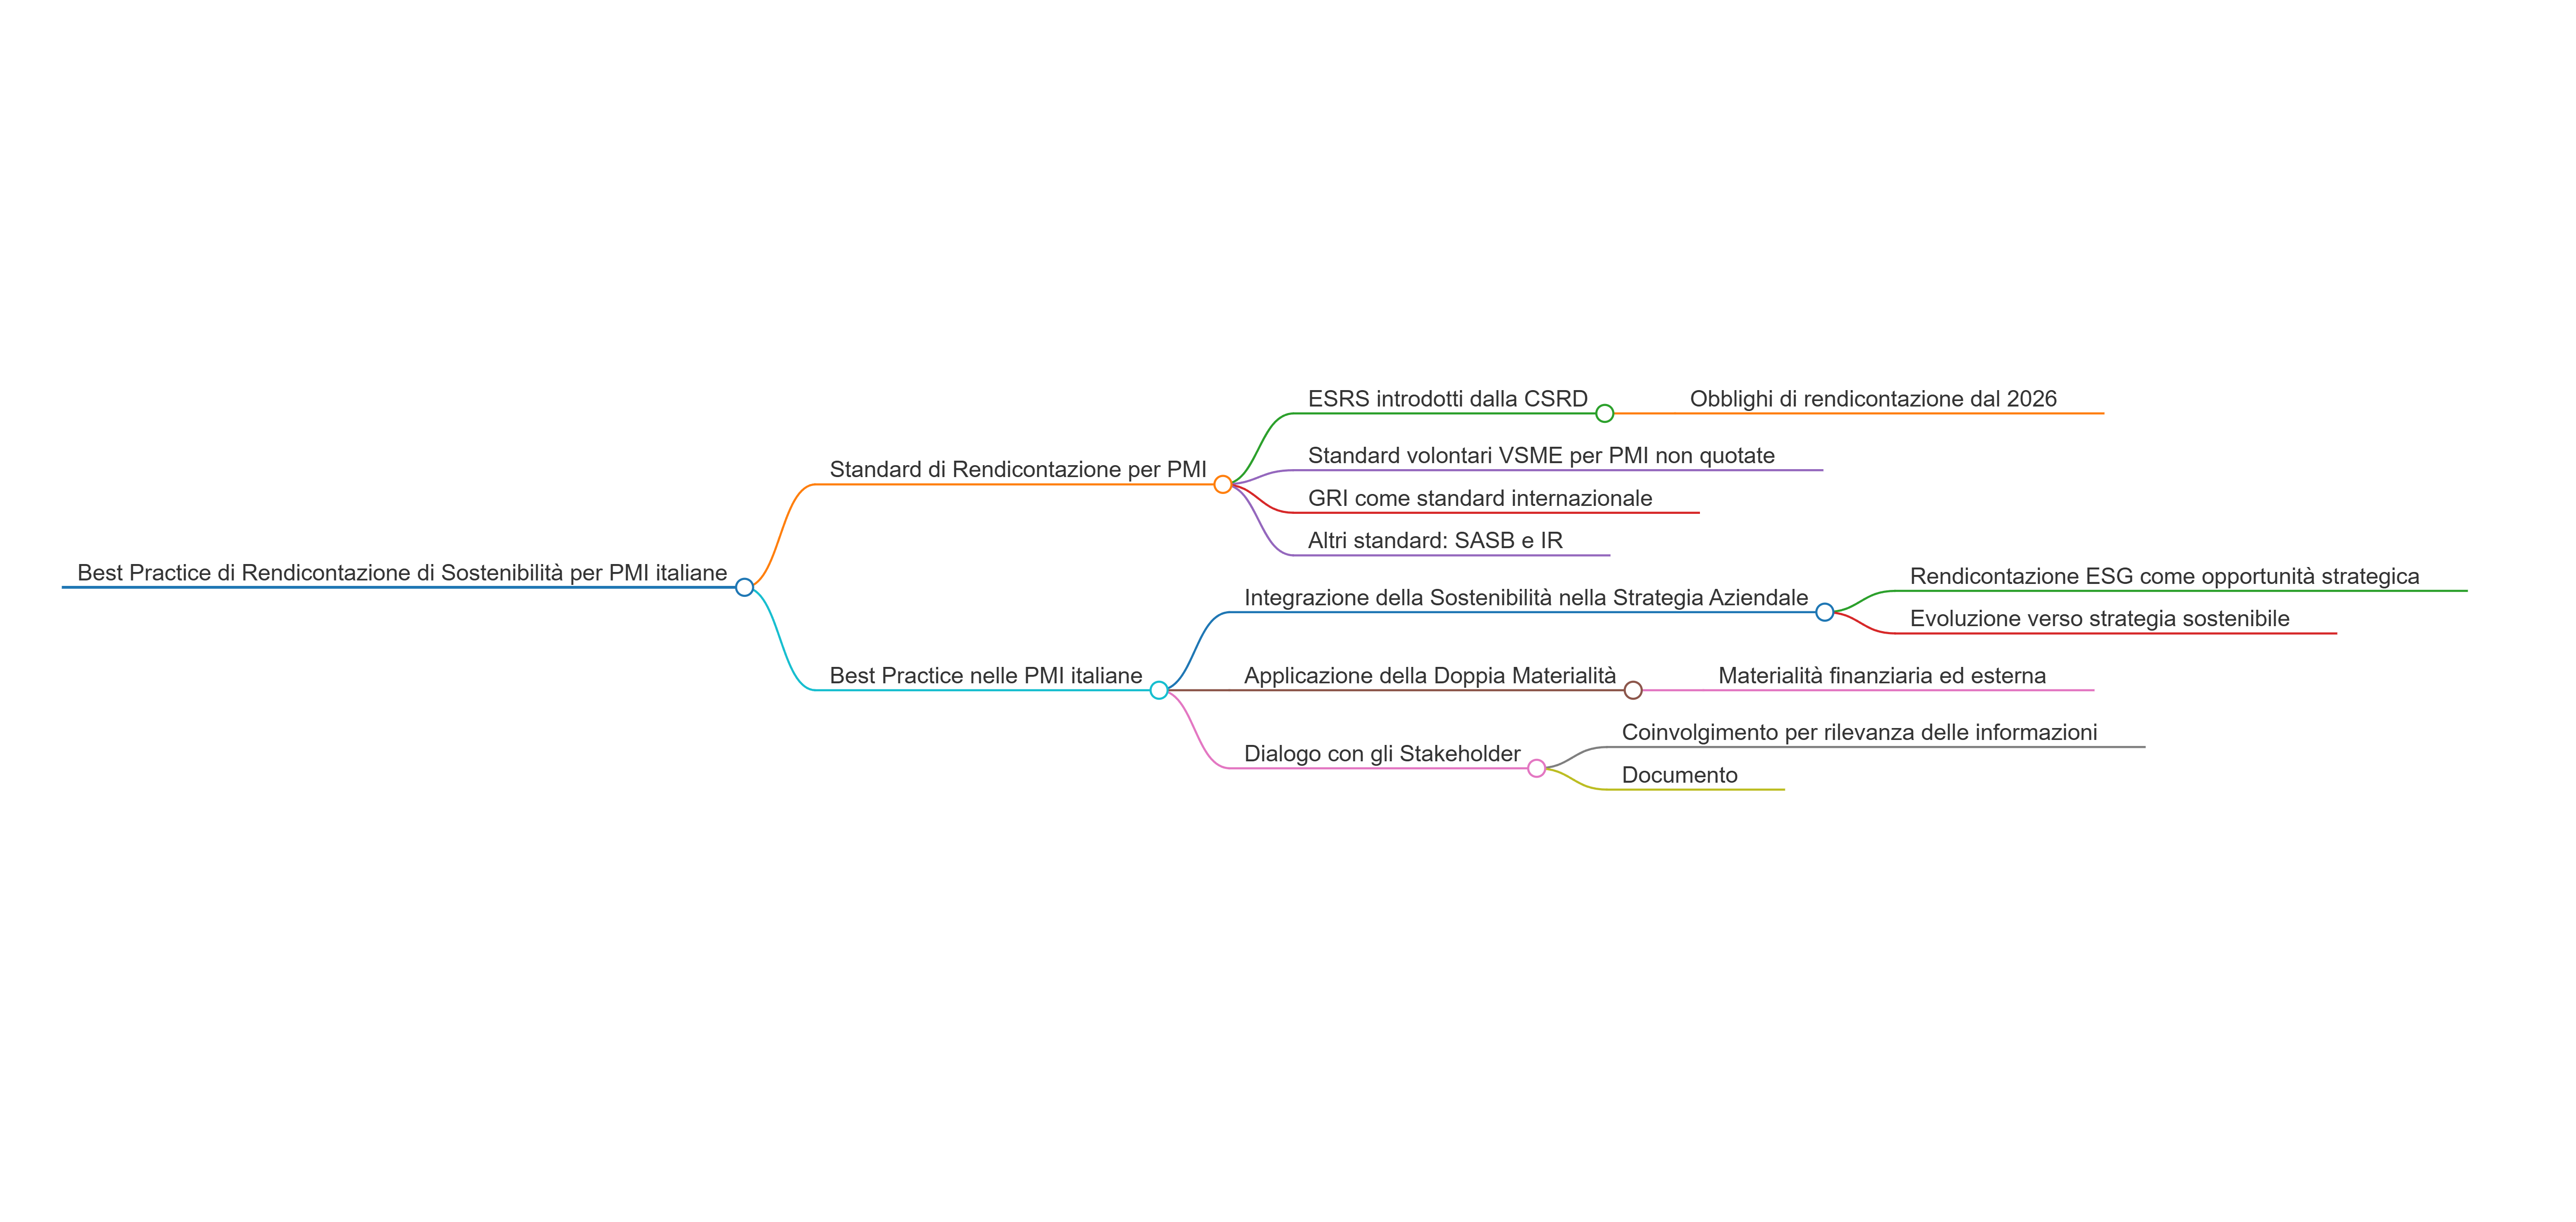 Best Practice di Rendicontazione di Sostenibilità per PMI italiane
Standard di Rendicontazione per PMI
ESRS introdotti dalla CSRD
Obblighi di rendicontazione dal 2026
Standard volontari VSME per PMI non quotate
GRI come standard internazionale
Altri standard: SASB e IR
Best Practice nelle PMI italiane
Integrazione della Sostenibilità nella Strategia Aziendale
Rendicontazione ESG come opportunità strategica
Evoluzione verso strategia sostenibile
Applicazione della Doppia Materialità
Materialità finanziaria ed esterna
Dialogo con gli Stakeholder
Coinvolgimento per rilevanza delle informazioni
Documento